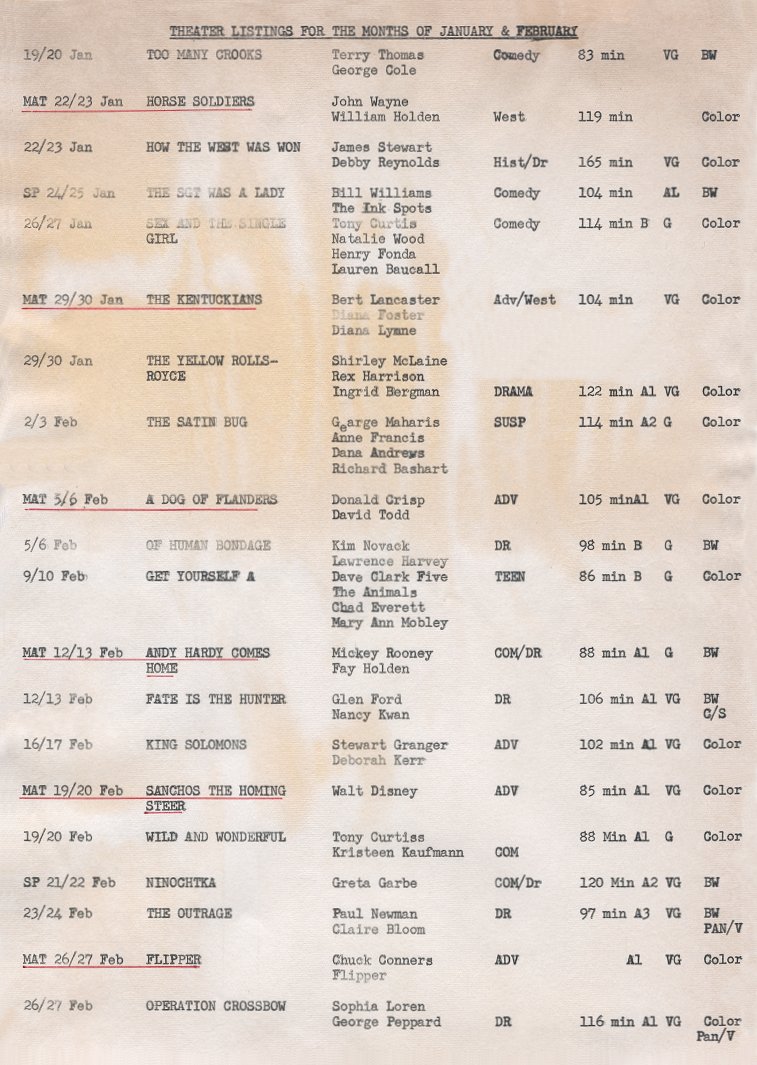 THEATER LISTINGS FOR THE MONTHS OF JANUARY & FEBRUARY
19/20 Jan TOO MANY CROOKS Terry Thomas Comedy 83 min VG BW
George Cole
MAT 22/23 Jan HORSE SOLDIERS John Wayne
William Holden West 119 min Color
22/23 Jan HOW THE WEST WAS WON James Stewart
Debby Reynolds Hist/Dr 165 min VG Color
SP 24/25 Jan THE SGT WAS A LADY Bill Williams Comedy 104 min AL BW
The Ink Spots
26/27 Jan SEX AND THE SINGLE Tony Curtis Comedy 114 min B G Color
GIRL Natalie Wood
Henry Fonda
Lauren Baucall
MAT 29/30 Jan THE KENTUCKIANS Bert Lancaster Adv/West 104 min VG Color
Diana Foster
Diana Lynne
29/30 Jan THE YELLOW ROLLS- Shirley McLaine
ROYCE Rex Harrison
Ingrid Bergman DRAMA 122 min A1 VG Color
2/3 Feb THE SATIN BUG Gearge Maharis SUSP 114 min A2 G Color
Anne Francis
Dana Andrews
Richard Bashart
MAT 5/6 Feb A DOG OF FLANDERS Donald Crisp ADV 105 minA1 VG Color
David Todd
5/6 Feb OF HUMAN BONDAGE Kim Novack DR 98 min B G BW
Lawrence Harvey
9/10 Feb GET YOURSELF A Dave Clark Five TEEN 86 min B G Color
The Animals
Chad Everett
Mary Ann Mobley
MAT 12/13 Feb ANDY HARDY COMES Mickey Rooney COM/DR 88 min A1 G BW
HOME Fay Holden
12/13 Feb FATE IS THE HUNTER Glen Ford DR 106 min A1 VG BW
Nancy Kwan C/S
16/17 Feb KING SOLOMONS Stewart Granger ADV 102 min A1 VG Color
Deborah Kerr
MAT 19/20 Feb SANCHOS THE HOMING Walt Disney ADV 85 min A1 VG Color
STEER
19/20 Feb WILD AND WONDERFUL Tony Curtiss 88 Min A1 G Color
Kristeen Kaufmann COM
SP 21/22 Feb NINOCHTKA Greta Garbe COM/Dr 120 Min A2 VG BW
23/24 Feb THE OUTRAGE Paul Newman DR 97 min A3 VG BW
Claire Bloom PAN/V
MAT 26/27 Feb FLIPPER Chuck Conners ADV A1 VG Color
Flipper
26/27 Feb OPERATION CROSSBOW Sophia Loren
George Peppard DR 116 min A1 VG Color
Pan/V